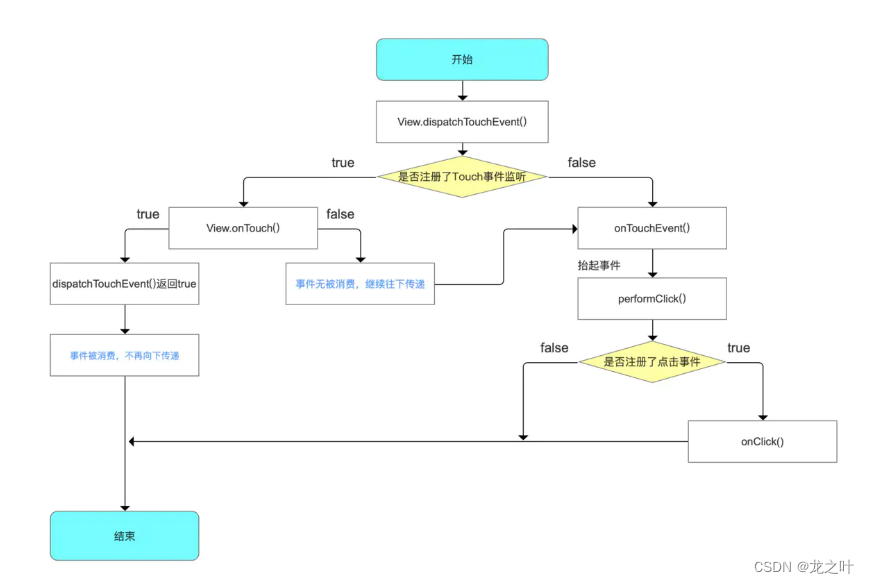 开始
View.dispatchTouchEvent()
true
false
是否注册了Touch事件监听
true
View.onTouch()
false
onTouchEvent()
抬起事件
dispatchTouchEvent()返回true
事件无被消费，继续往下传递
performClick()
事件被消费，不再向下传递
false
true
是否注册了点击事件
onClick()
结束
CSDN @龙之叶